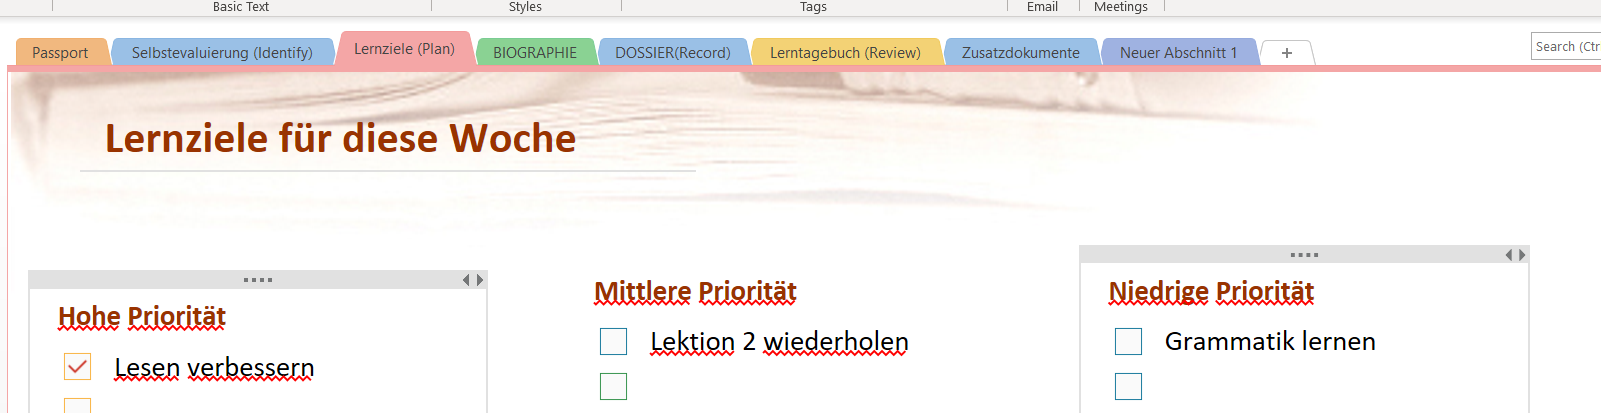 Basic Text Styles Tags Email Meetings
Passport Selbstevaluierung (Identify) Lernziele (Plan) BIOGRAPHIE DOSSIER(Record) Lerntagebuch (Review) Zusatzdokumente Neuer Abschnitt 1 +
Search (Ctr
Lernziele für diese Woche
Hohe Priorität
Lesen verbessern
Mittlere Priorität
Lektion 2 wiederholen
Niedrige Priorität
Grammatik lernen